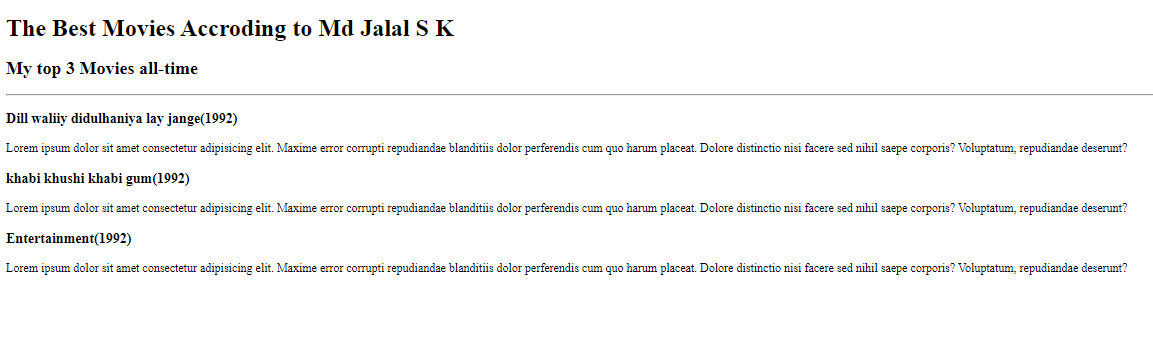 The Best Movies Accroding to Md Jalal S K
My top 3 Movies all-time
Dill waliiy didulhaniya lay jange(1992)
Lorem ipsum dolor sit amet consectetur adipisicing elit. Maxime error corrupti repudiandae blanditiis dolor perferendis cum quo harum placeat. Dolore distinctio nisi facere sed nihil saepe corporis? Voluptatum, repudiandae deserunt?
khabi khushi khabi gum(1992)
Lorem ipsum dolor sit amet consectetur adipisicing elit. Maxime error corrupti repudiandae blanditiis dolor perferendis cum quo harum placeat. Dolore distinctio nisi facere sed nihil saepe corporis? Voluptatum, repudiandae deserunt?
Entertainment(1992)
Lorem ipsum dolor sit amet consectetur adipisicing elit. Maxime error corrupti repudiandae blanditiis dolor perferendis cum quo harum placeat. Dolore distinctio nisi facere sed nihil saepe corporis? Voluptatum, repudiandae deserunt?